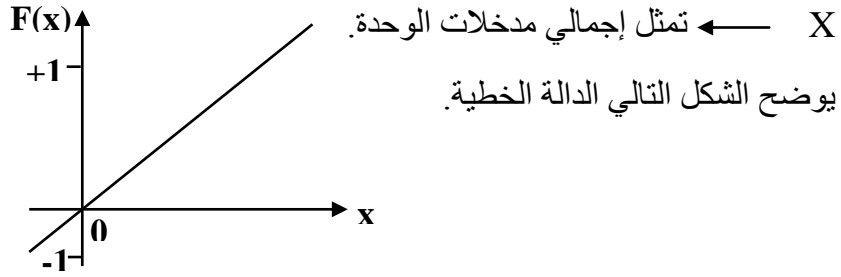 X ← تمثل إجمالي مدخلات الوحدة.
يوضح الشكل التالي الدالة الخطية.
F(x)
+1
x
0
-1